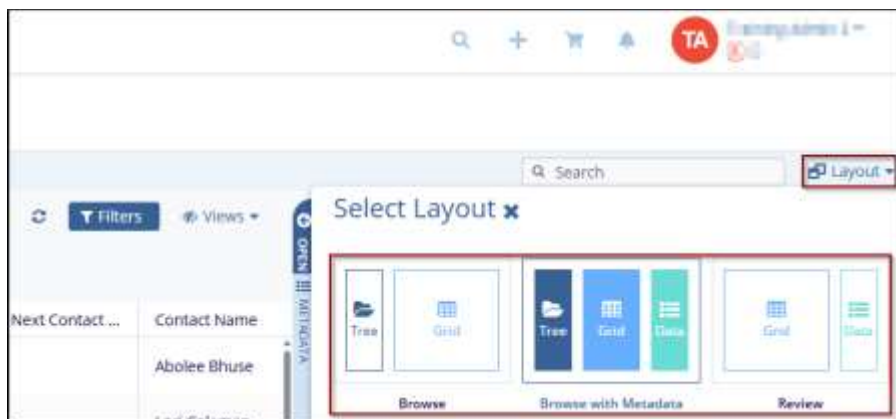 TA
Search
Layout
Filters
Views
Select Layout
OPEN
METADATA
Tree
Grid
Tree
Grid
Data
Grid
Data
Next Contact ...
Contact Name
Abolee Bhuse
Browse
Browse with Metadata
Review